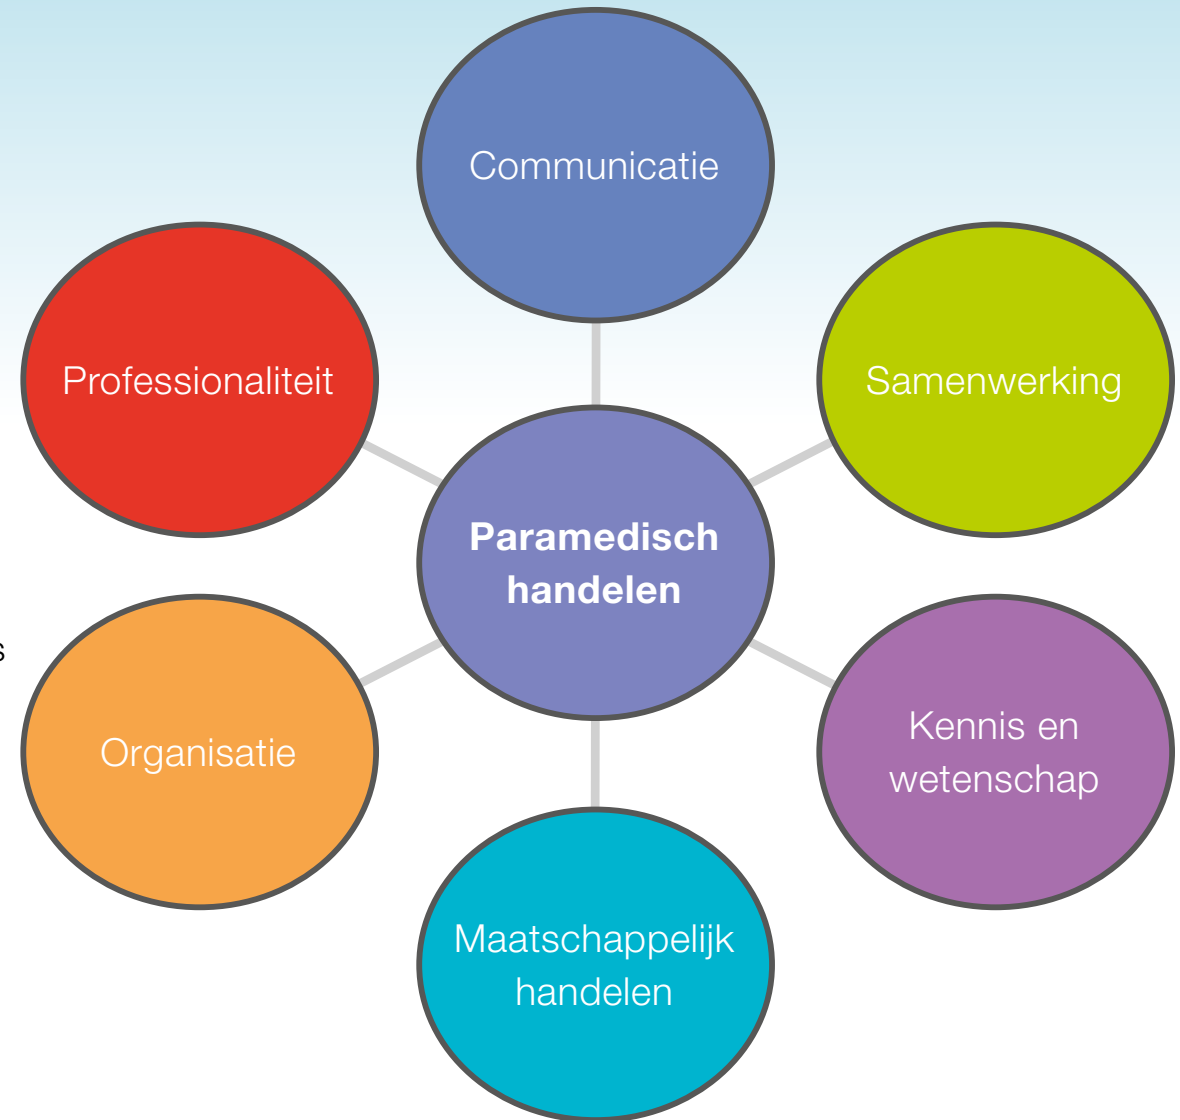 Communicatie
Professionaliteit
Samenwerking
Paramedisch
handelen
s
Organisatie
Kennis en
wetenschap
Maatschappelijk
handelen